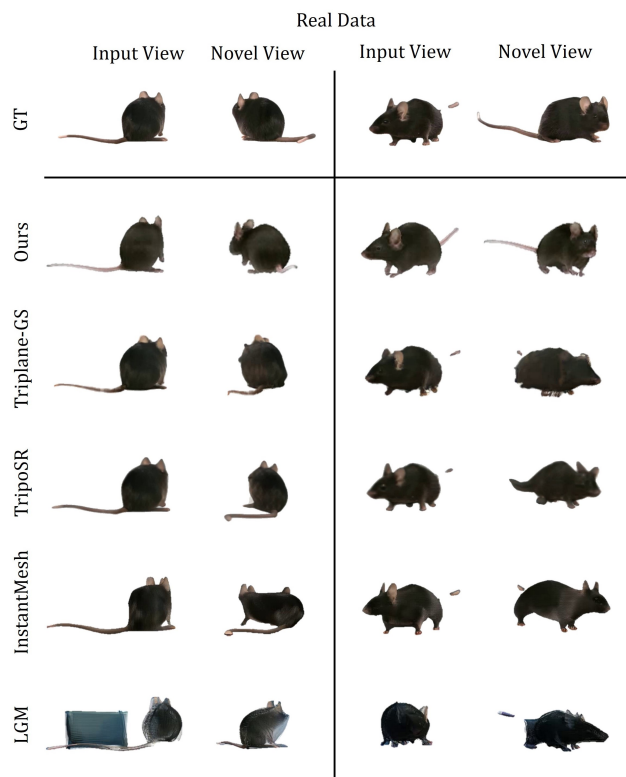 Real Data
Input View Novel View Input View Novel View
GT
Ours
Triplane-GS
TripoSR
InstantMesh
LGM